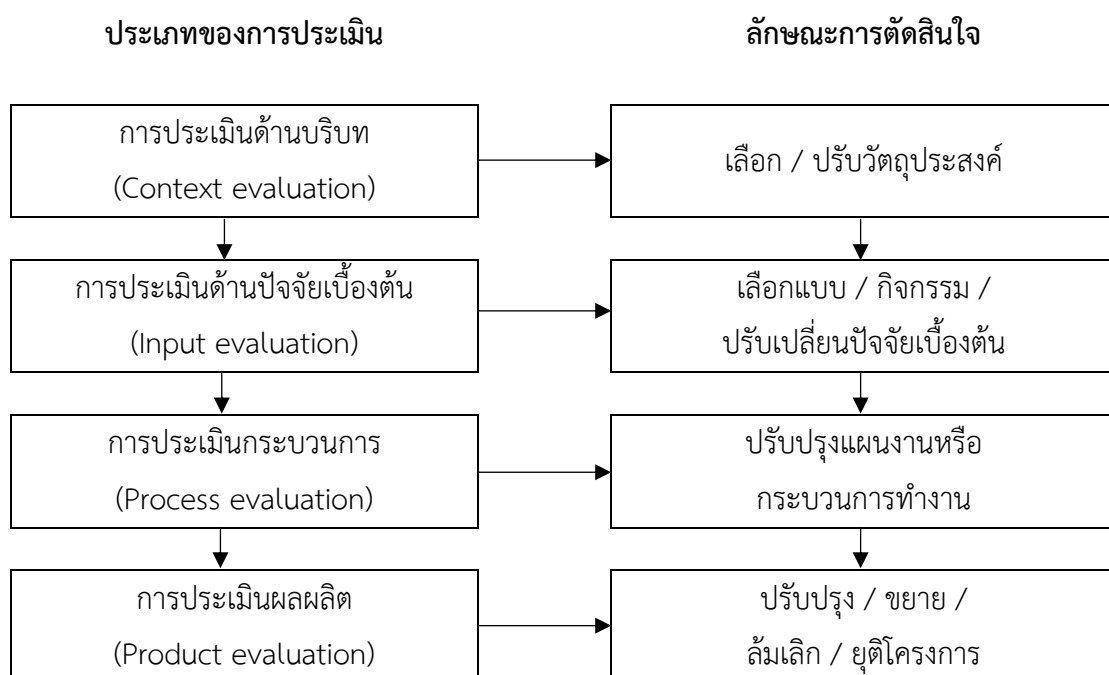 ประเภทของการประเมิน
ลักษณะการตัดสินใจ
การประเมินด้านบริบท
(Context evaluation)
เลือก / ปรับวัตถุประสงค์
การประเมินด้านปัจจัยเบื้องต้น
(Input evaluation)
เลือกแบบ / กิจกรรม /
ปรับเปลี่ยนปัจจัยเบื้องต้น
การประเมินกระบวนการ
(Process evaluation)
ปรับปรุงแผนงานหรือ
กระบวนการทำงาน
การประเมินผลผลิต
(Product evaluation)
ปรับปรุง / ขยาย /
ล้มเลิก / ยุติโครงการ